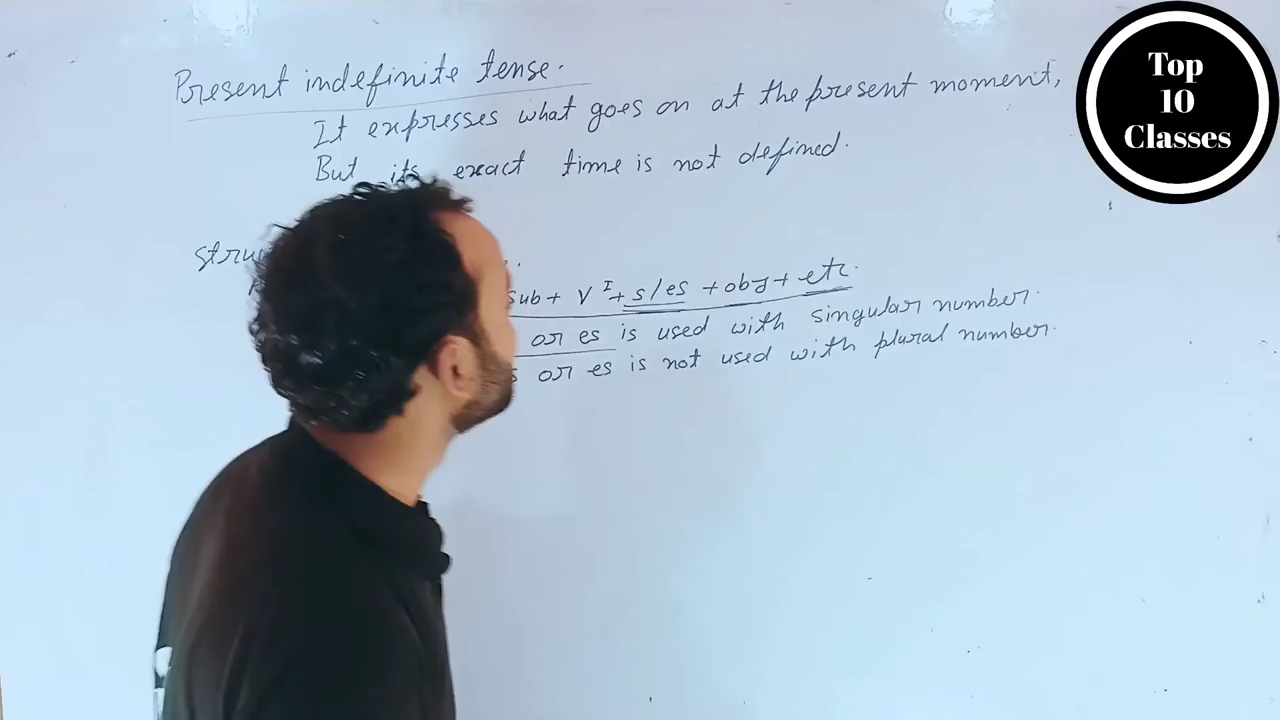 Present indefinite tense.
It expresses what goes on at the present moment,
But its exact time is not defined.
sub + V I + s/es + obj + etc.
or es is used with singular number.
s or es is not used with plural number.
Top
10
Classes